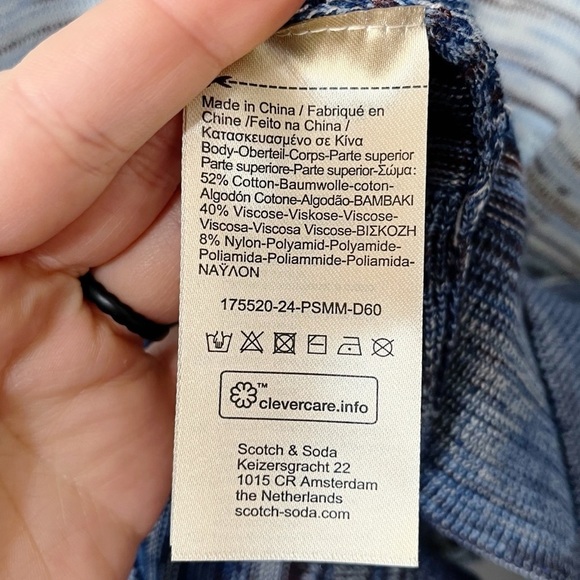 Made in China / Fabriqué en
Chine /Feito na China /
Κατασκευασμένο σε Κίνα
Body-Oberteil-Corps-Parte superior
Parte superiore-Parte superior-Σώμα:
52% Cotton-Baumwolle-coton-
Algodón Cotone-Algodão-ΒΑΜΒΑΚΙ
40% Viscose-Viskose-Viscose-
Viscosa-Viscosa Viscose-ΒΙΣΚΟΖΗ
8% Nylon-Polyamid-Polyamide-
Poliamida-Poliammide-Poliamida-
ΝΑΫΛΟΝ
175520-24-PSMM-D60
™
clevercare.info
Scotch & Soda
Keizersgracht 22
1015 CR Amsterdam
the Netherlands
scotch-soda.com